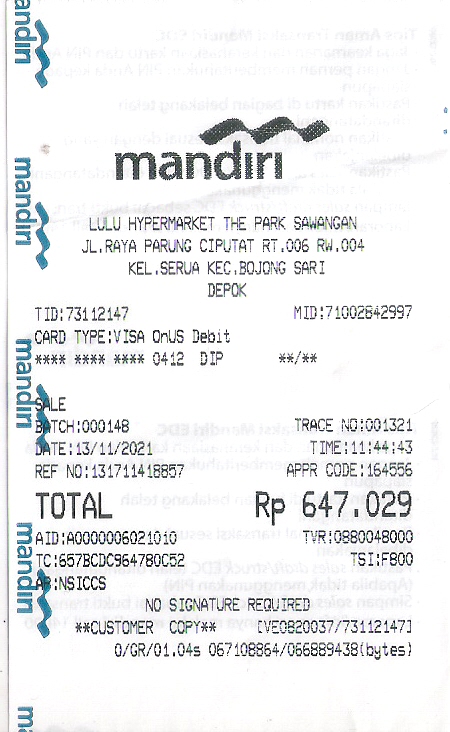 mandiri
LULU HYPERMARKET THE PARK SAWANGAN
JL.RAYA PARUNG CIPUTAT RT.006 RW.004
KEL.SERUA KEC.BOJONG SARI
DEPOK
TID:73112147 MID:71002842997
CARD TYPE:VISA OnUS Debit
**** **** **** 0412 DIP **/**
SALE
BATCH:000148 TRACE NO:001321
DATE:13/11/2021 TIME:11:44:43
REF NO:131711418857 APPR CODE:164556
TOTAL Rp 647.029
AID:A0000006021010 TVR:0880048000
TC:657BCDC964780C52 TSI:F800
AR:NSICCS
NO SIGNATURE REQUIRED
**CUSTOMER COPY** [VE0820037/73112147]
0/GR/01.04s 067108864/066889438(bytes)
mandiri
mandiri
mandiri
mandiri
mandiri